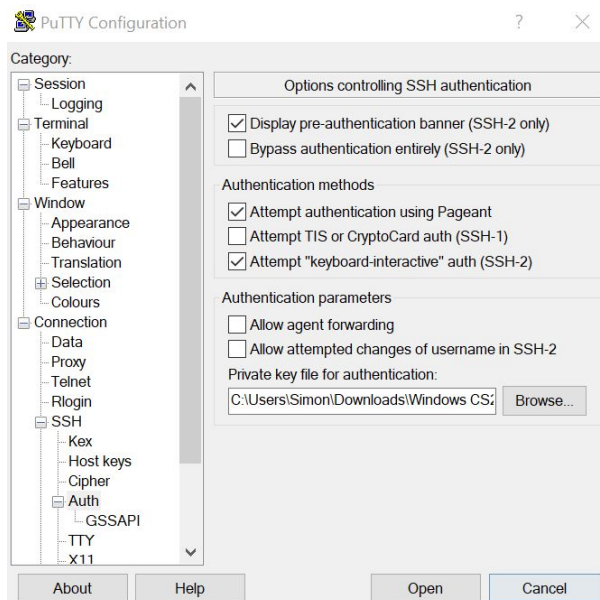 PuTTY Configuration
?
Category:
Session
Logging
Terminal
Keyboard
Bell
Features
Window
Appearance
Behaviour
Translation
Selection
Colours
Connection
Data
Proxy
Telnet
Rlogin
SSH
Kex
Host keys
Cipher
Auth
GSSAPI
TTY
X11
Options controlling SSH authentication
Display pre-authentication banner (SSH-2 only)
Bypass authentication entirely (SSH-2 only)
Authentication methods
Attempt authentication using Pageant
Attempt TIS or CryptoCard auth (SSH-1)
Attempt "keyboard-interactive" auth (SSH-2)
Authentication parameters
Allow agent forwarding
Allow attempted changes of username in SSH-2
Private key file for authentication:
C:\Users\Simon\Downloads\Windows CS2
Browse...
About
Help
Open
Cancel